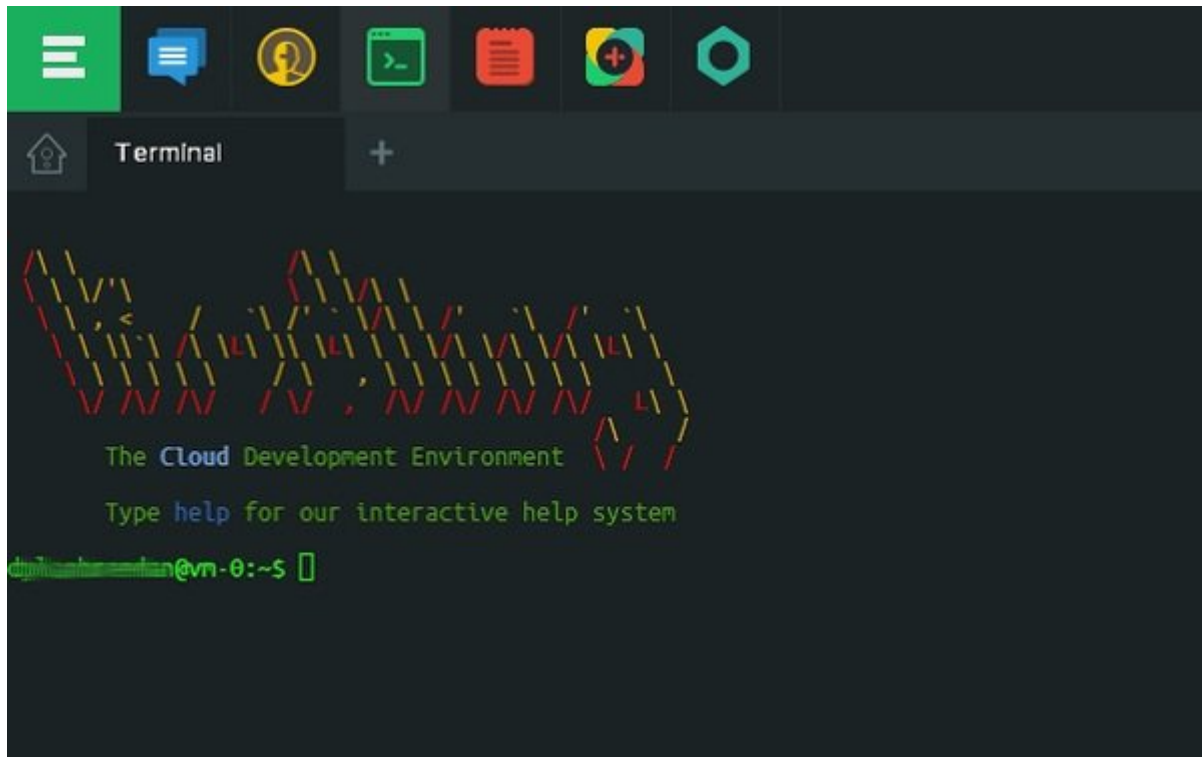 Terminal
The Cloud Development Environment
Type help for our interactive help system
@vm-0:~$